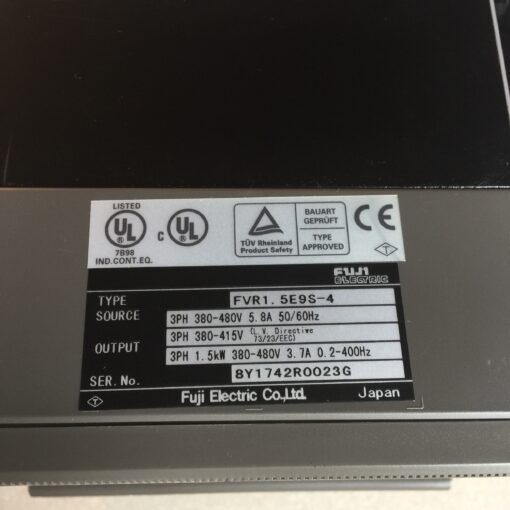 LISTED
UL
UL
c
7B98
IND.CONT.EQ.
TÜV Rheinland
Product Safety
BAUART
GEPRÜFT
TYPE
APPROVED
CE
T
FUJI
ELECTRIC
TYPE FVR1.5E9S-4
SOURCE 3PH 380-480V 5.8A 50/60Hz
3PH 380-415V (L.V. Directive 73/23/EEC)
OUTPUT 3PH 1.5kW 380-480V 3.7A 0.2-400Hz
SER.No. BY1742R0023G
T Fuji Electric Co.,Ltd. Japan